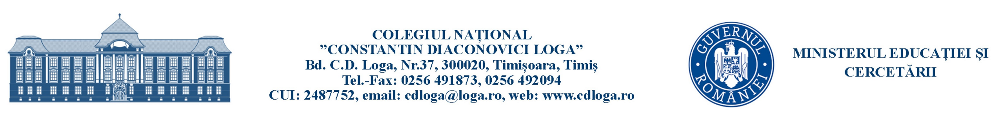 COLEGIUL NAȚIONAL
”CONSTANTIN DIACONOVICI LOGA”
Bd. C.D. Loga, Nr.37, 300020, Timișoara, Timiș
Tel.-Fax: 0256 491873, 0256 492094
CUI: 2487752, email: cdloga@loga.ro, web: www.cdloga.ro
GUVERNUL
ROMÂNIEI
MINISTERUL EDUCAȚIEI ȘI
CERCETĂRII